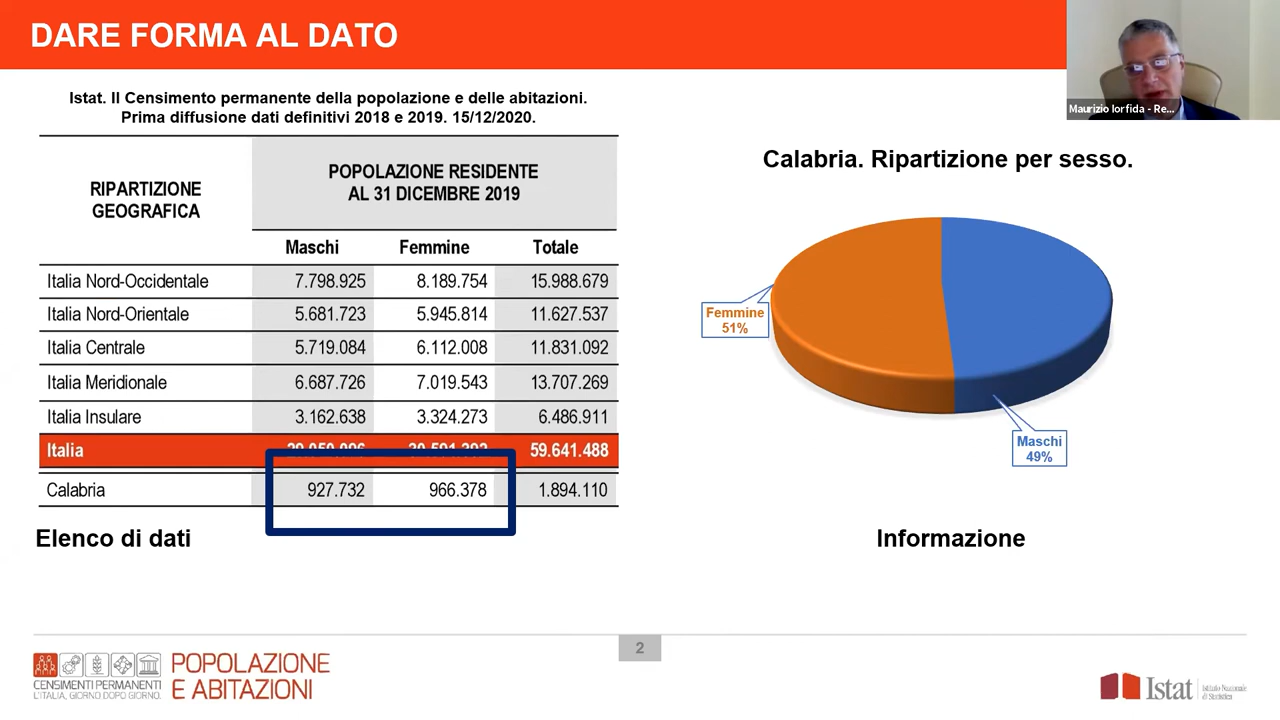 DARE FORMA AL DATO
Maurizio Iorfida - Re...
Istat. Il Censimento permanente della popolazione e delle abitazioni.
Prima diffusione dati definitivi 2018 e 2019. 15/12/2020.
RIPARTIZIONE
GEOGRAFICA
POPOLAZIONE RESIDENTE
AL 31 DICEMBRE 2019
Maschi Femmine Totale
Italia Nord-Occidentale 7.798.925 8.189.754 15.988.679
Italia Nord-Orientale 5.681.723 5.945.814 11.627.537
Italia Centrale 5.719.084 6.112.008 11.831.092
Italia Meridionale 6.687.726 7.019.543 13.707.269
Italia Insulare 3.162.638 3.324.273 6.486.911
Italia 59.641.488
Calabria 927.732 966.378 1.894.110
Elenco di dati
Calabria. Ripartizione per sesso.
Femmine
51%
Maschi
49%
Informazione
2
CENSIMENTI PERMANENTI
L'ITALIA, GIORNO DOPO GIORNO.
POPOLAZIONE
E ABITAZIONI
Istat
Istituto Nazionale
di Statistica